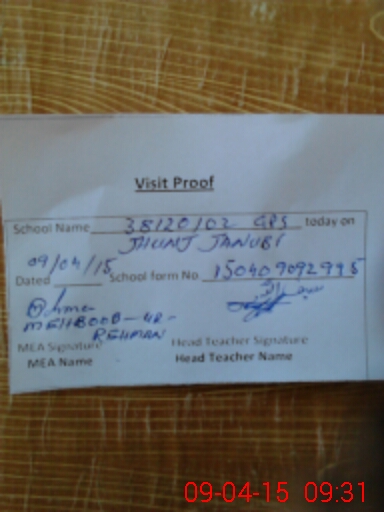 Visit Proof
School Name 38120102 GPS today on
JHUNJ JANUBI
09/04/15
Dated School form No 150409092995
MEHBOOB-UR-
REHMAN
MEA Signature Head Teacher Signature
MEA Name Head Teacher Name
09-04-15 09:31